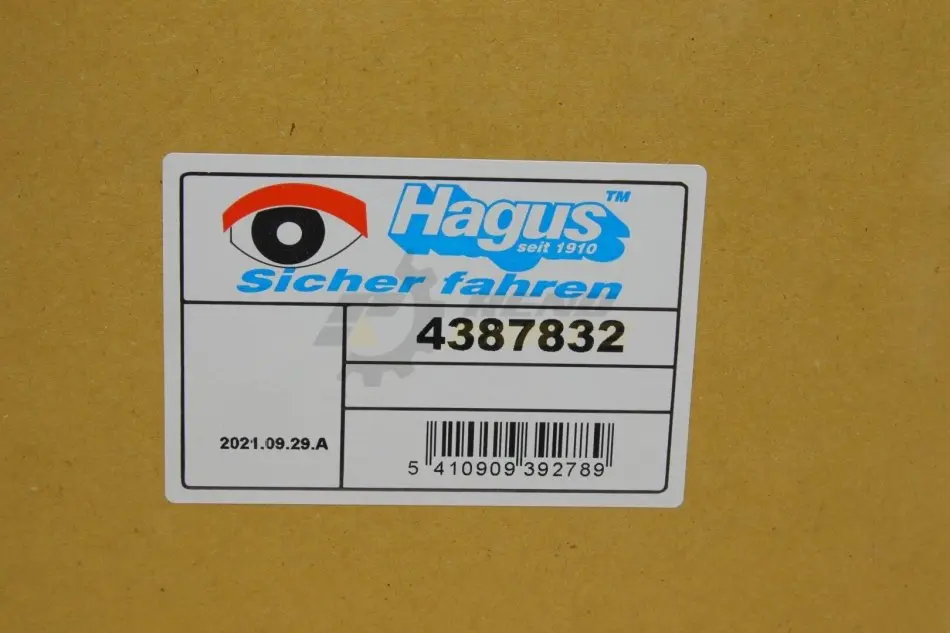 Hagus™
seit 1910
Sicher fahren
4387832
2021.09.29.A
5 410909 392789